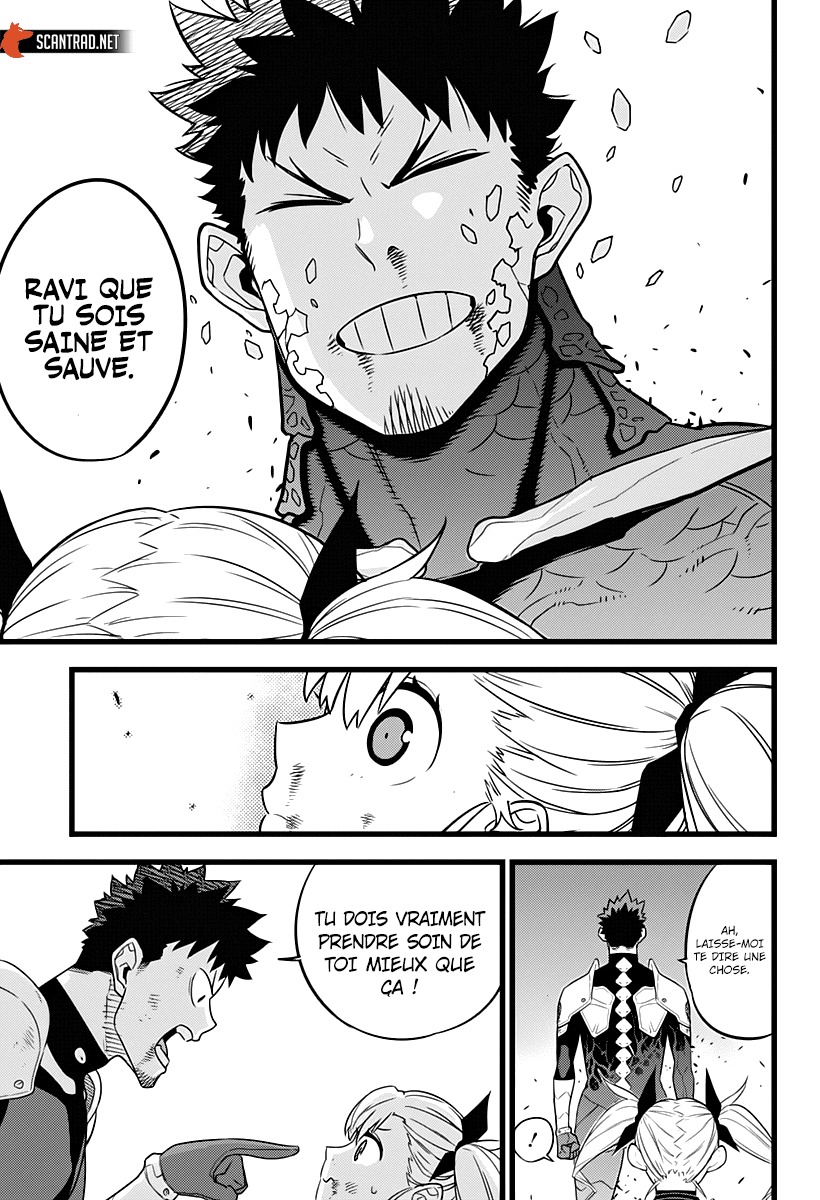 SCANTRAD.NET
RAVI QUE
TU SOIS
SAINE ET
SAUVE.
AH,
LAISSE-MOI
TE DIRE UNE
CHOSE.
!
TU DOIS VRAIMENT
PRENDRE SOIN DE
TOI MIEUX QUE
ÇA !